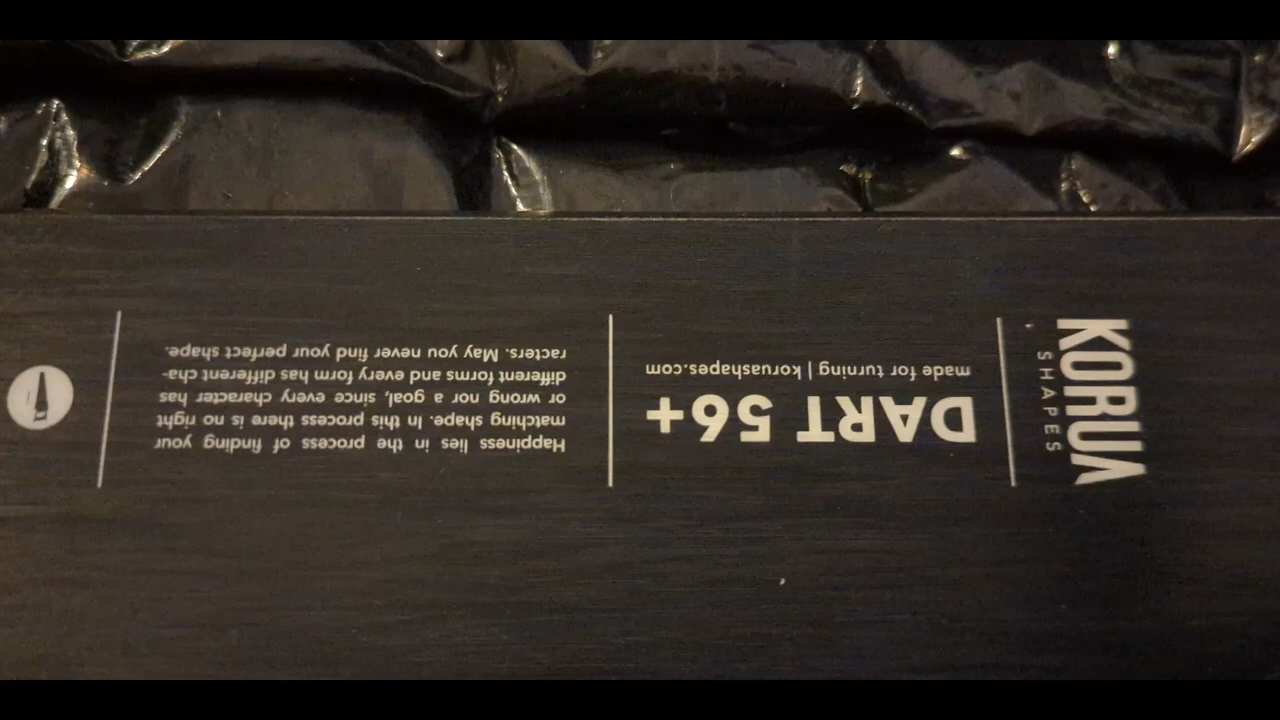 KORUA
SHAPES
DART 56+
made for turning | koruashapes.com
Happiness lies in the process of finding your
matching shape. In this process there is no right
or wrong nor a goal, since every character has
different forms and every form has different cha-
racters. May you never find your perfect shape.